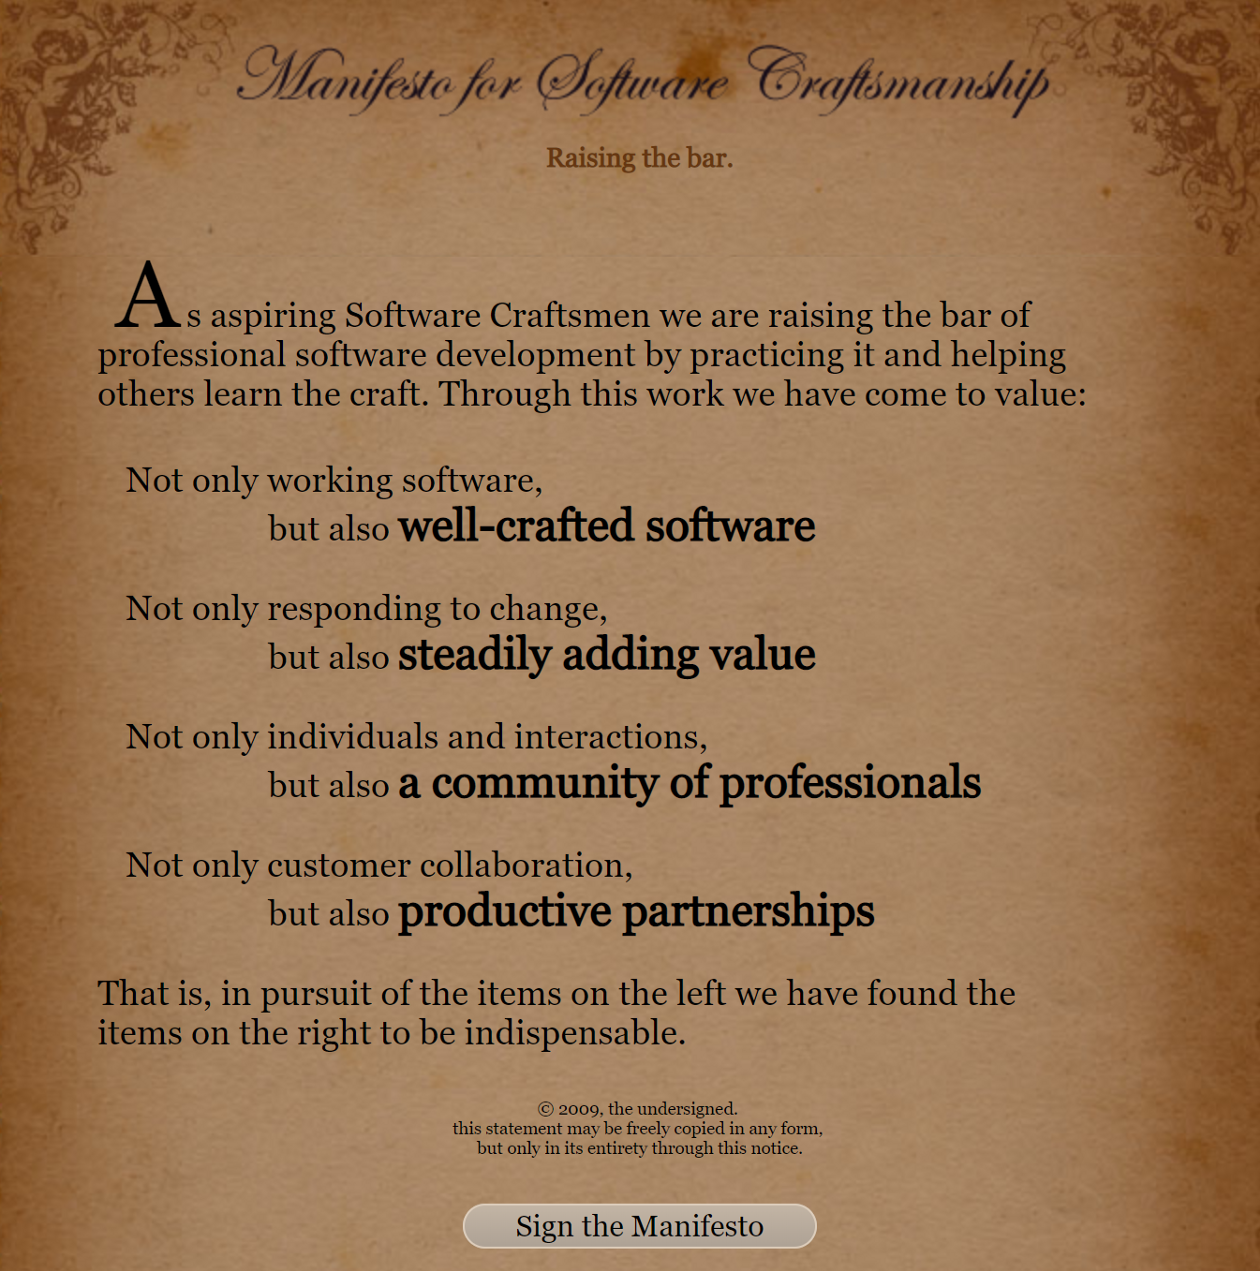 Manifesto for Software Craftsmanship
Raising the bar.
As aspiring Software Craftsmen we are raising the bar of
professional software development by practicing it and helping
others learn the craft. Through this work we have come to value:
Not only working software,
but also well-crafted software
Not only responding to change,
but also steadily adding value
Not only individuals and interactions,
but also a community of professionals
Not only customer collaboration,
but also productive partnerships
That is, in pursuit of the items on the left we have found the
items on the right to be indispensable.
© 2009, the undersigned.
this statement may be freely copied in any form,
but only in its entirety through this notice.
Sign the Manifesto